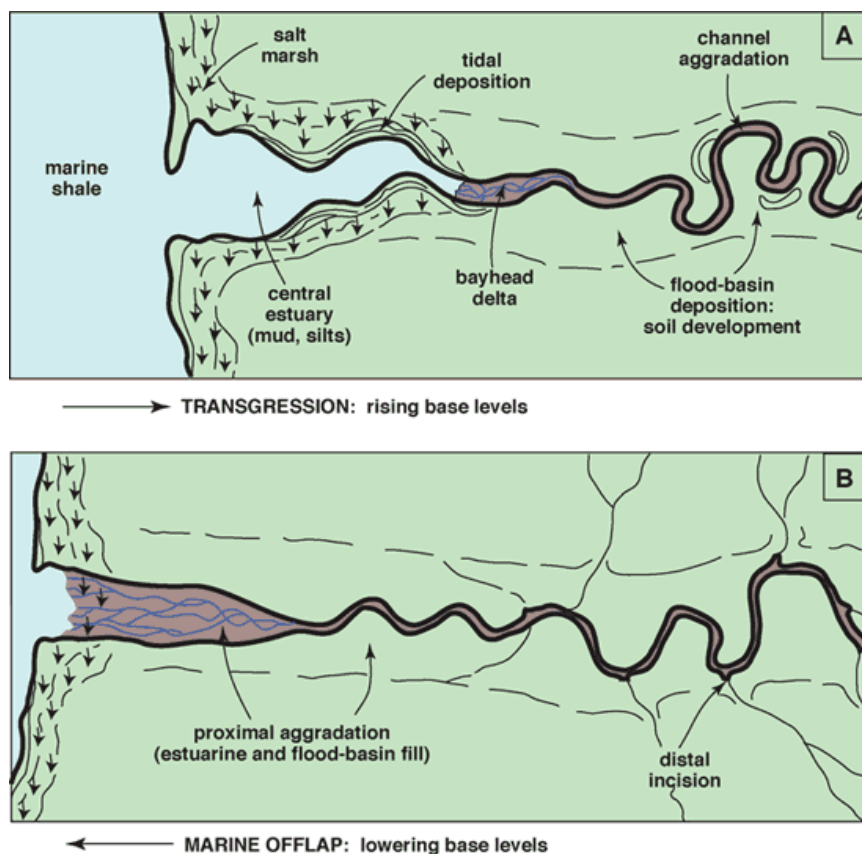 A
salt
marsh
tidal
deposition
channel
aggradation
marine
shale
central
estuary
(mud, silts)
bayhead
delta
flood-basin
deposition:
soil development
TRANSGRESSION: rising base levels
B
proximal aggradation
(estuarine and flood-basin fill)
distal
incision
MARINE OFFLAP: lowering base levels